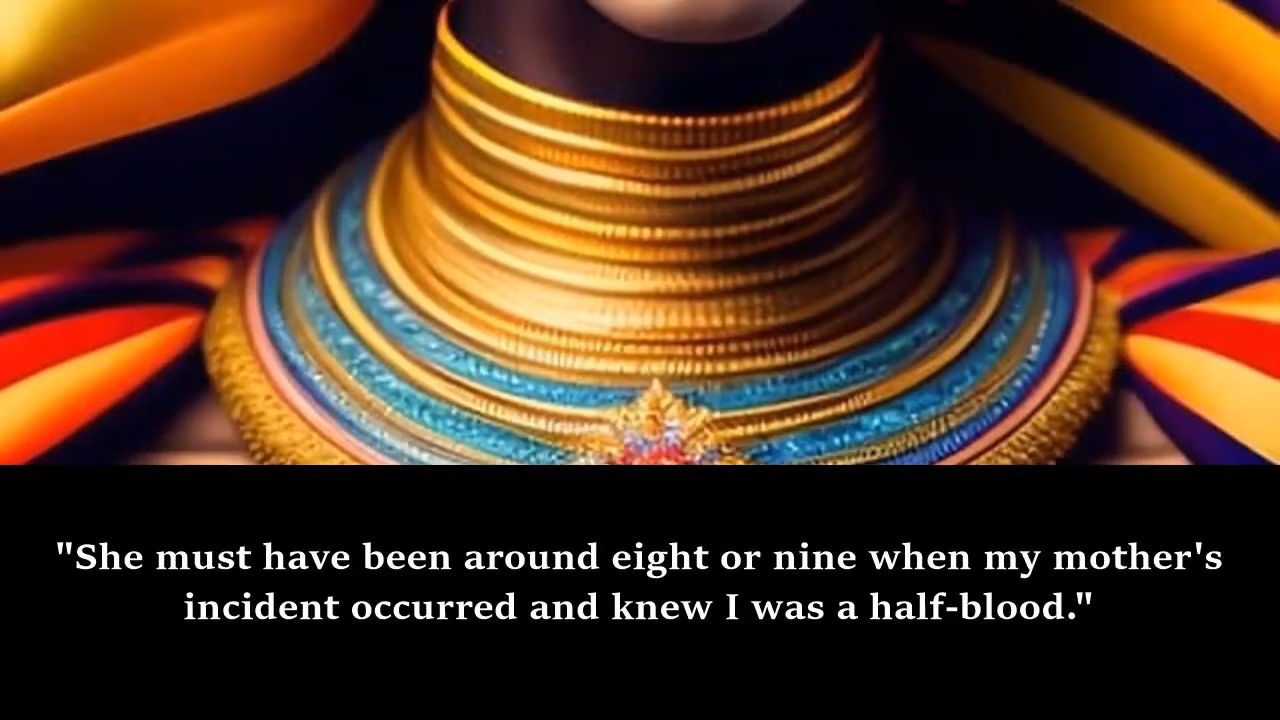 "She must have been around eight or nine when my mother's
incident occurred and knew I was a half-blood."